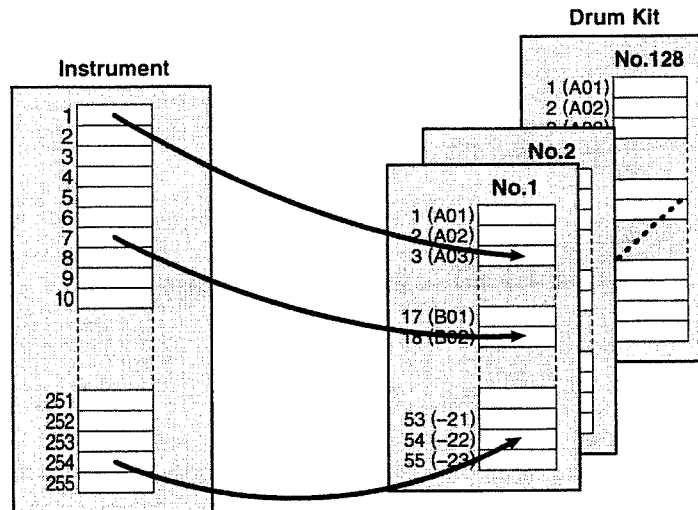 Drum Kit
No.128
1 (A01)
2 (A02)
Instrument
1
2
3
4
5
6
7
8
9
10
251
252
253
254
255
No.2
No.1
1 (A01)
2 (A02)
3 (A03)
17 (B01)
18 (B02)
53 (–21)
54 (–22)
55 (–23)